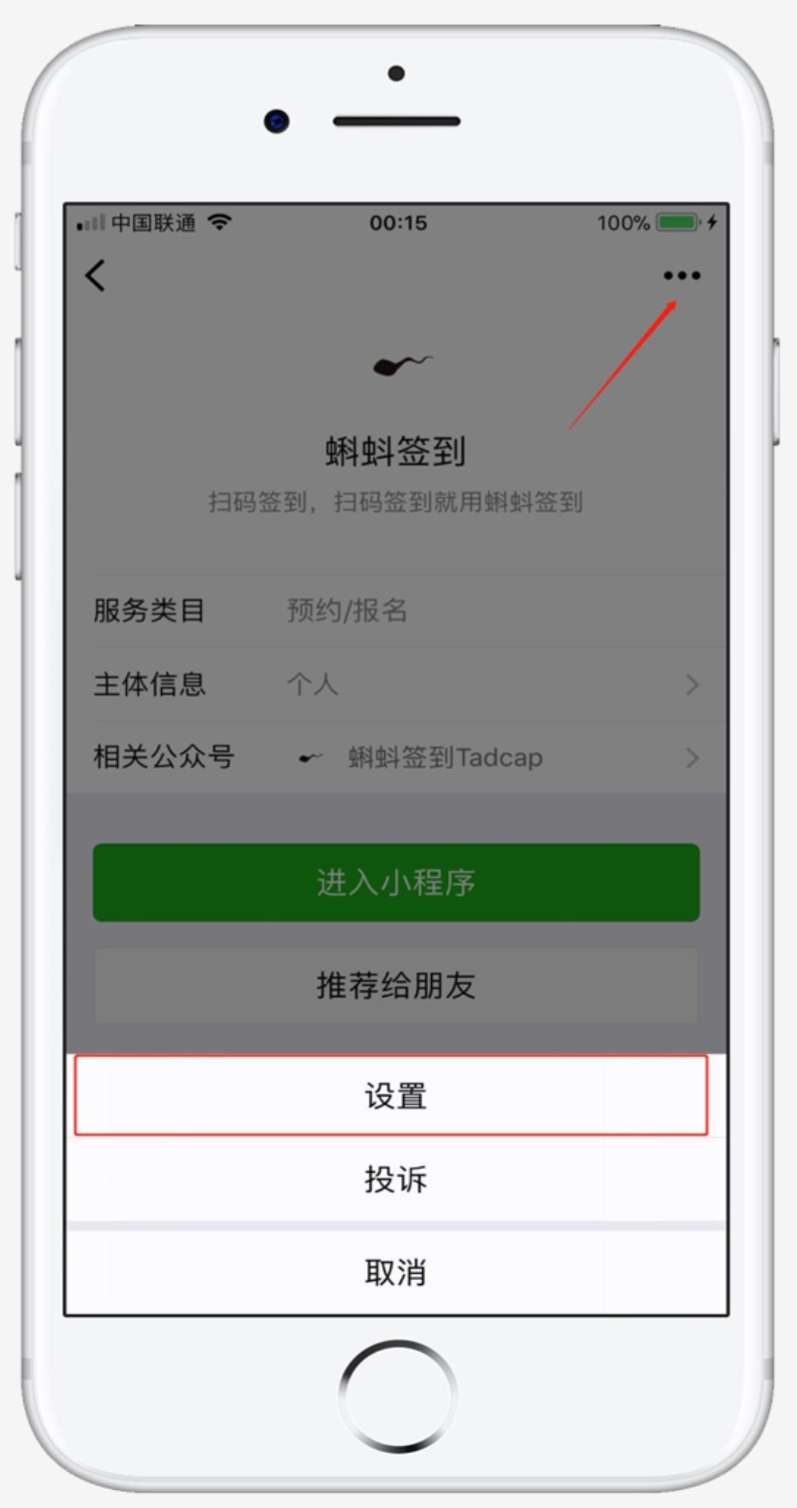 中国联通 00:15 100%
蝌蚪签到
扫码签到，扫码签到就用蝌蚪签到
服务类目 预约/报名
主体信息 个人
相关公众号 蝌蚪签到Tadcap
进入小程序
推荐给朋友
设置
投诉
取消